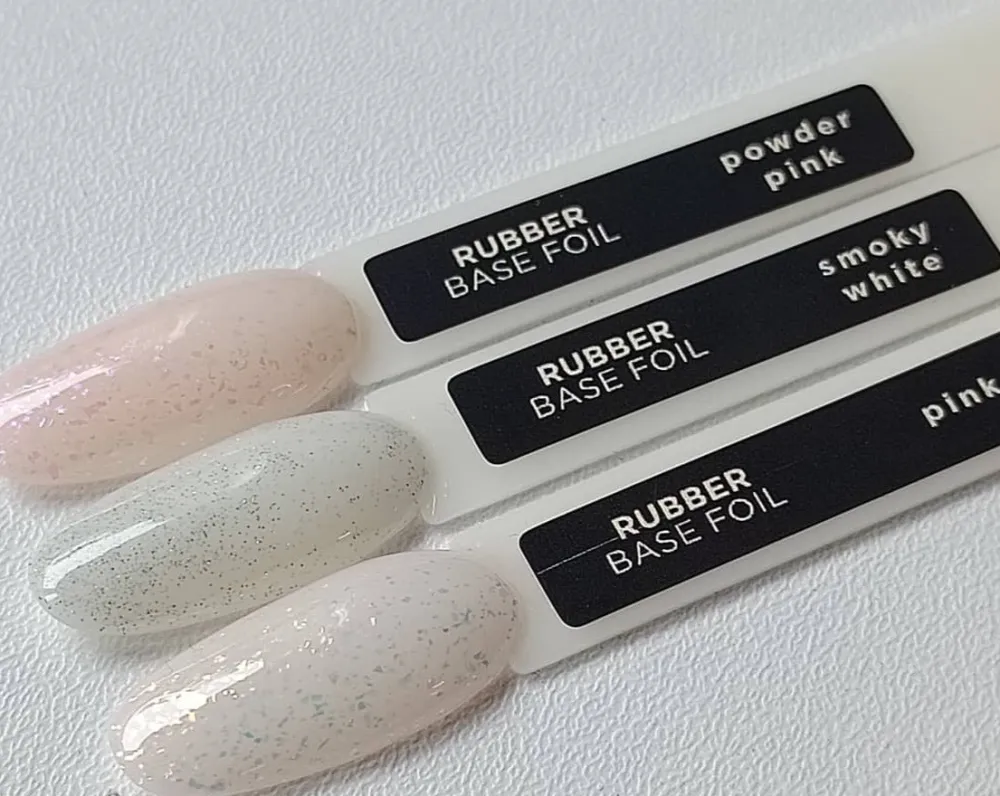 RUBBER
BASE FOIL
powder
pink
RUBBER
BASE FOIL
smoky
white
RUBBER
BASE FOIL
pink